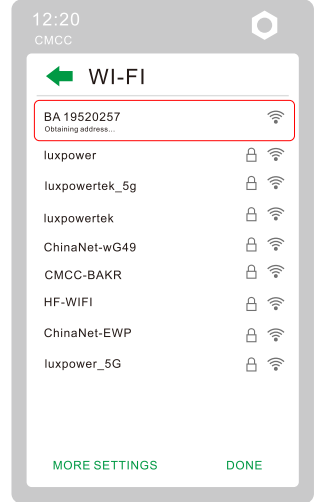 12:20
CMCC
WI-FI
BA 19520257
Obtaining address...
luxpower
luxpowertek_5g
luxpowertek
ChinaNet-wG49
CMCC-BAKR
HF-WIFI
ChinaNet-EWP
luxpower_5G
MORE SETTINGS DONE